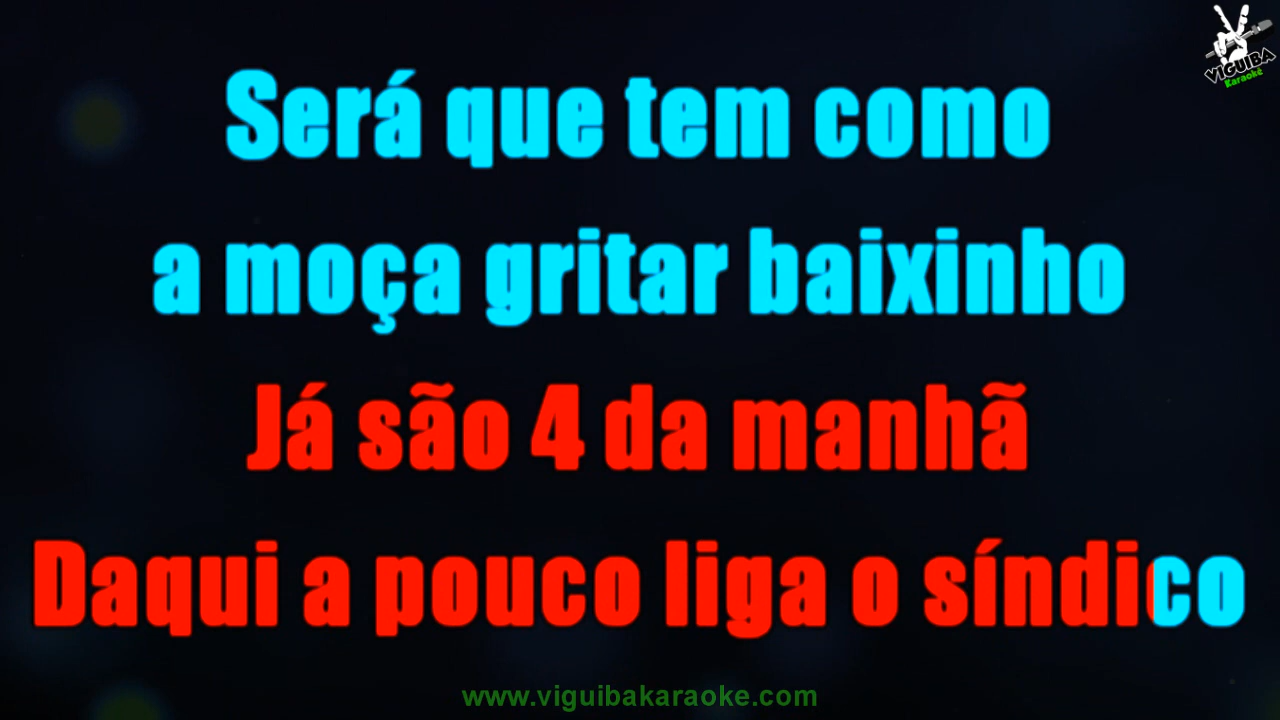 VIGUIBA
Karaokê
Será que tem como
a moça gritar baixinho
Já são 4 da manhã
Daqui a pouco liga o síndico
www.viguibakaraoke.com